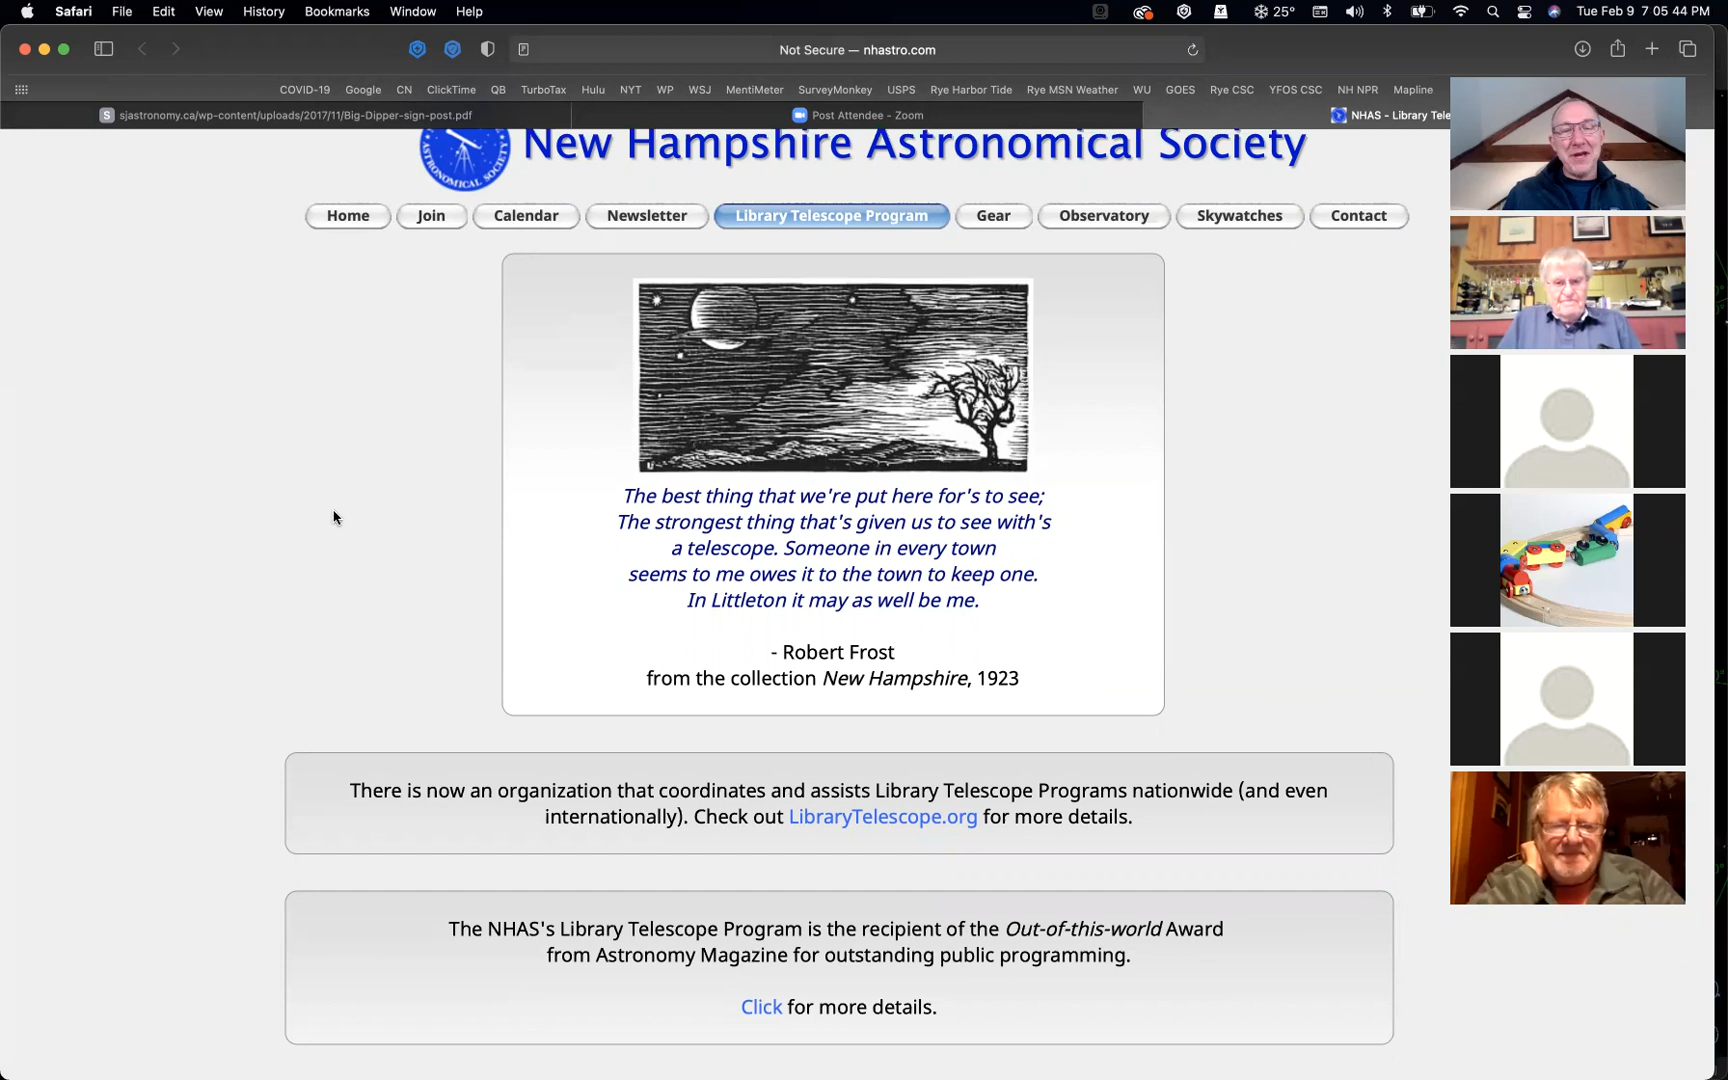 Safari File Edit View History Bookmarks Window Help 25° Tue Feb 9 7 05 44 PM
Not Secure — nhastro.com
COVID-19 Google CN ClickTime QB TurboTax Hulu NYT WP WSJ MentiMeter SurveyMonkey USPS Rye Harbor Tide Rye MSN Weather WU GOES Rye CSC YFOS CSC NH NPR Mapline
S sjastronomy.ca/wp-content/uploads/2017/11/Big-Dipper-sign-post.pdf Post Attendee - Zoom NHAS - Library Tele
New Hampshire Astronomical Society
ASTRONOMICAL SOCIETY
Home Join Calendar Newsletter Library Telescope Program Gear Observatory Skywatches Contact
The best thing that we're put here for's to see;
The strongest thing that's given us to see with's
a telescope. Someone in every town
seems to me owes it to the town to keep one.
In Littleton it may as well be me.
- Robert Frost
from the collection New Hampshire, 1923
There is now an organization that coordinates and assists Library Telescope Programs nationwide (and even
internationally). Check out LibraryTelescope.org for more details.
The NHAS's Library Telescope Program is the recipient of the Out-of-this-world Award
from Astronomy Magazine for outstanding public programming.
Click for more details.